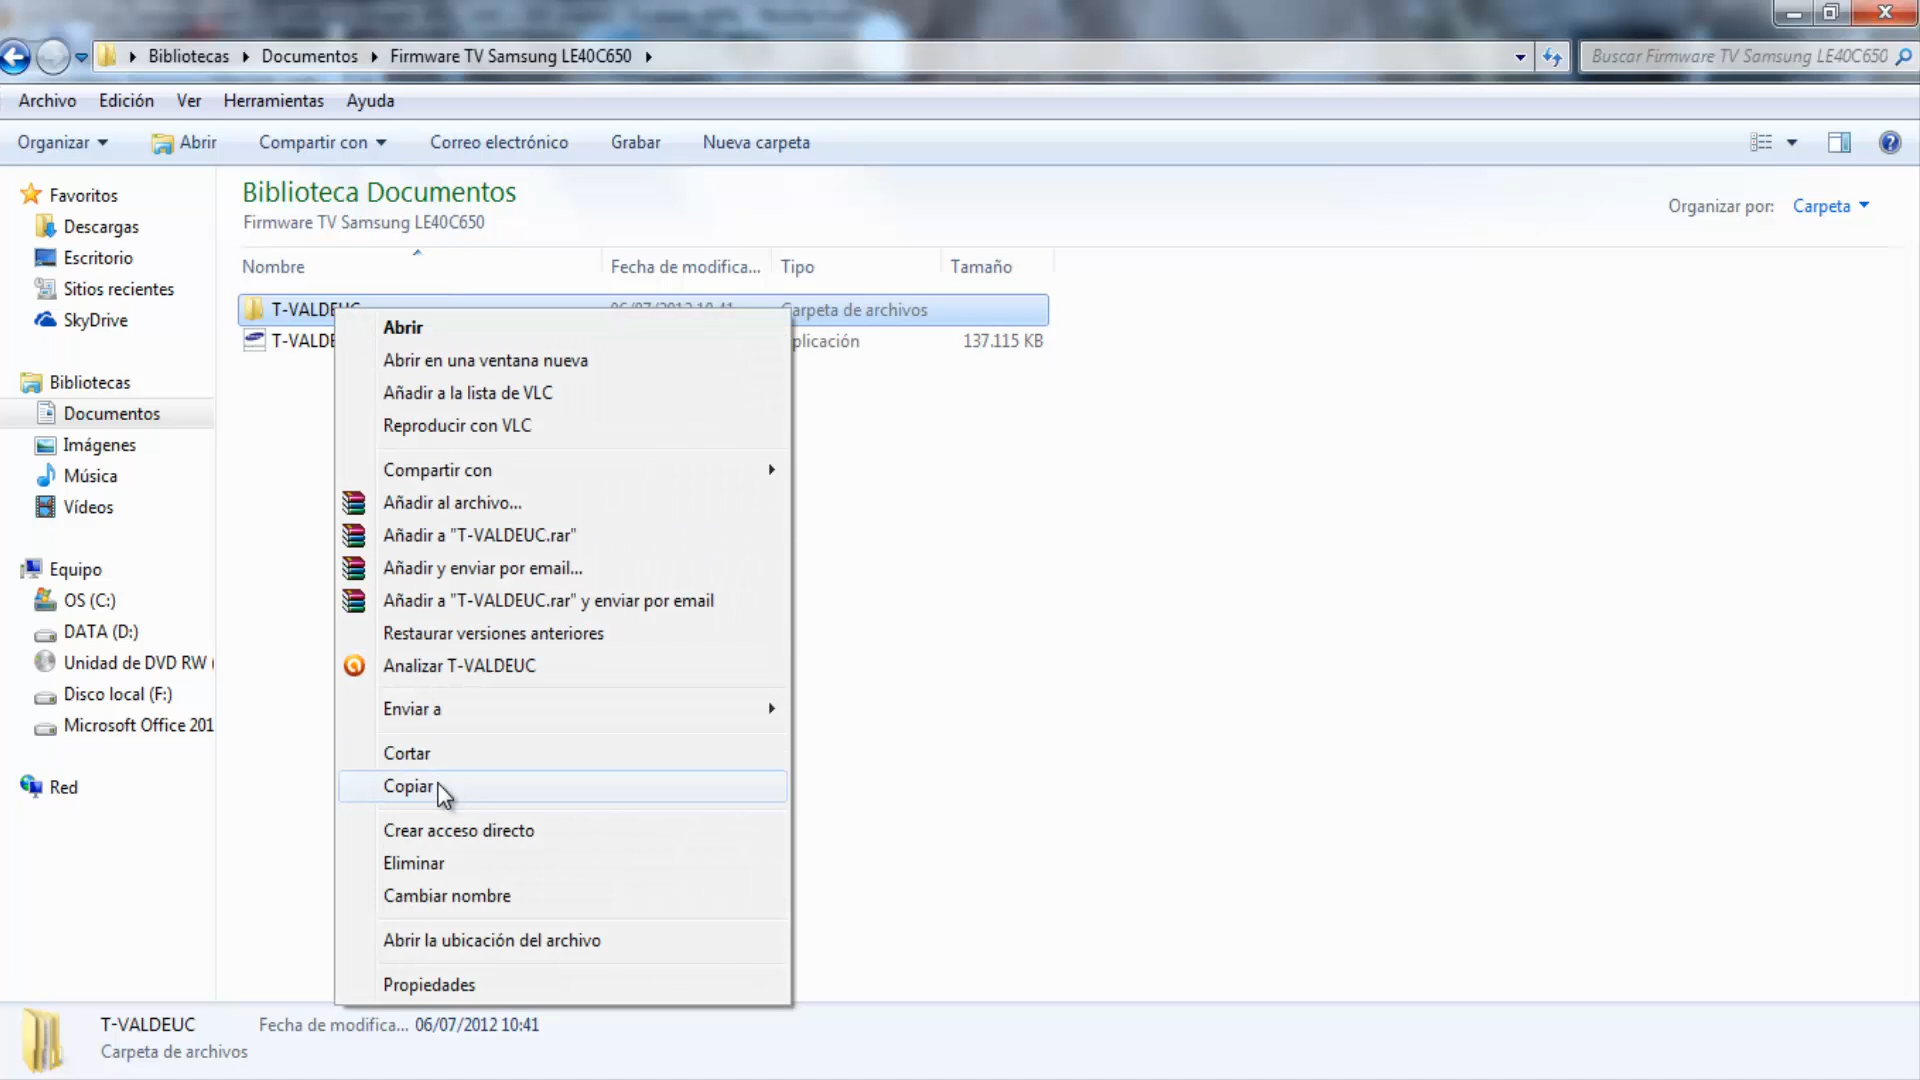 Bibliotecas Documentos Firmware TV Samsung LE40C650
Buscar Firmware TV Samsung LE40C650
Archivo Edición Ver Herramientas Ayuda
Organizar Abrir Compartir con Correo electrónico Grabar Nueva carpeta
Favoritos
Descargas
Escritorio
Sitios recientes
SkyDrive
Bibliotecas
Documentos
Imágenes
Música
Vídeos
Equipo
OS (C:)
DATA (D:)
Unidad de DVD RW (
Disco local (F:)
Microsoft Office 201
Red
Biblioteca Documentos
Firmware TV Samsung LE40C650
Organizar por: Carpeta
Nombre Fecha de modifica... Tipo Tamaño
T-VALDEUC 06/07/2012 10:41 Carpeta de archivos
T-VALDE plicación 137.115 KB
Abrir
Abrir en una ventana nueva
Añadir a la lista de VLC
Reproducir con VLC
Compartir con
Añadir al archivo...
Añadir a "T-VALDEUC.rar"
Añadir y enviar por email...
Añadir a "T-VALDEUC.rar" y enviar por email
Restaurar versiones anteriores
Analizar T-VALDEUC
Enviar a
Cortar
Copiar
Crear acceso directo
Eliminar
Cambiar nombre
Abrir la ubicación del archivo
Propiedades
T-VALDEUC Fecha de modifica... 06/07/2012 10:41
Carpeta de archivos